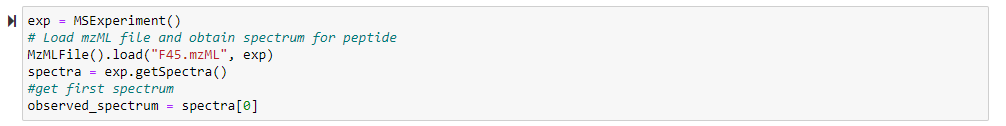 exp = MSExperiment()
# Load mzML file and obtain spectrum for peptide
MzMLFile().load("F45.mzML", exp)
spectra = exp.getSpectra()
#get first spectrum
observed_spectrum = spectra[0]